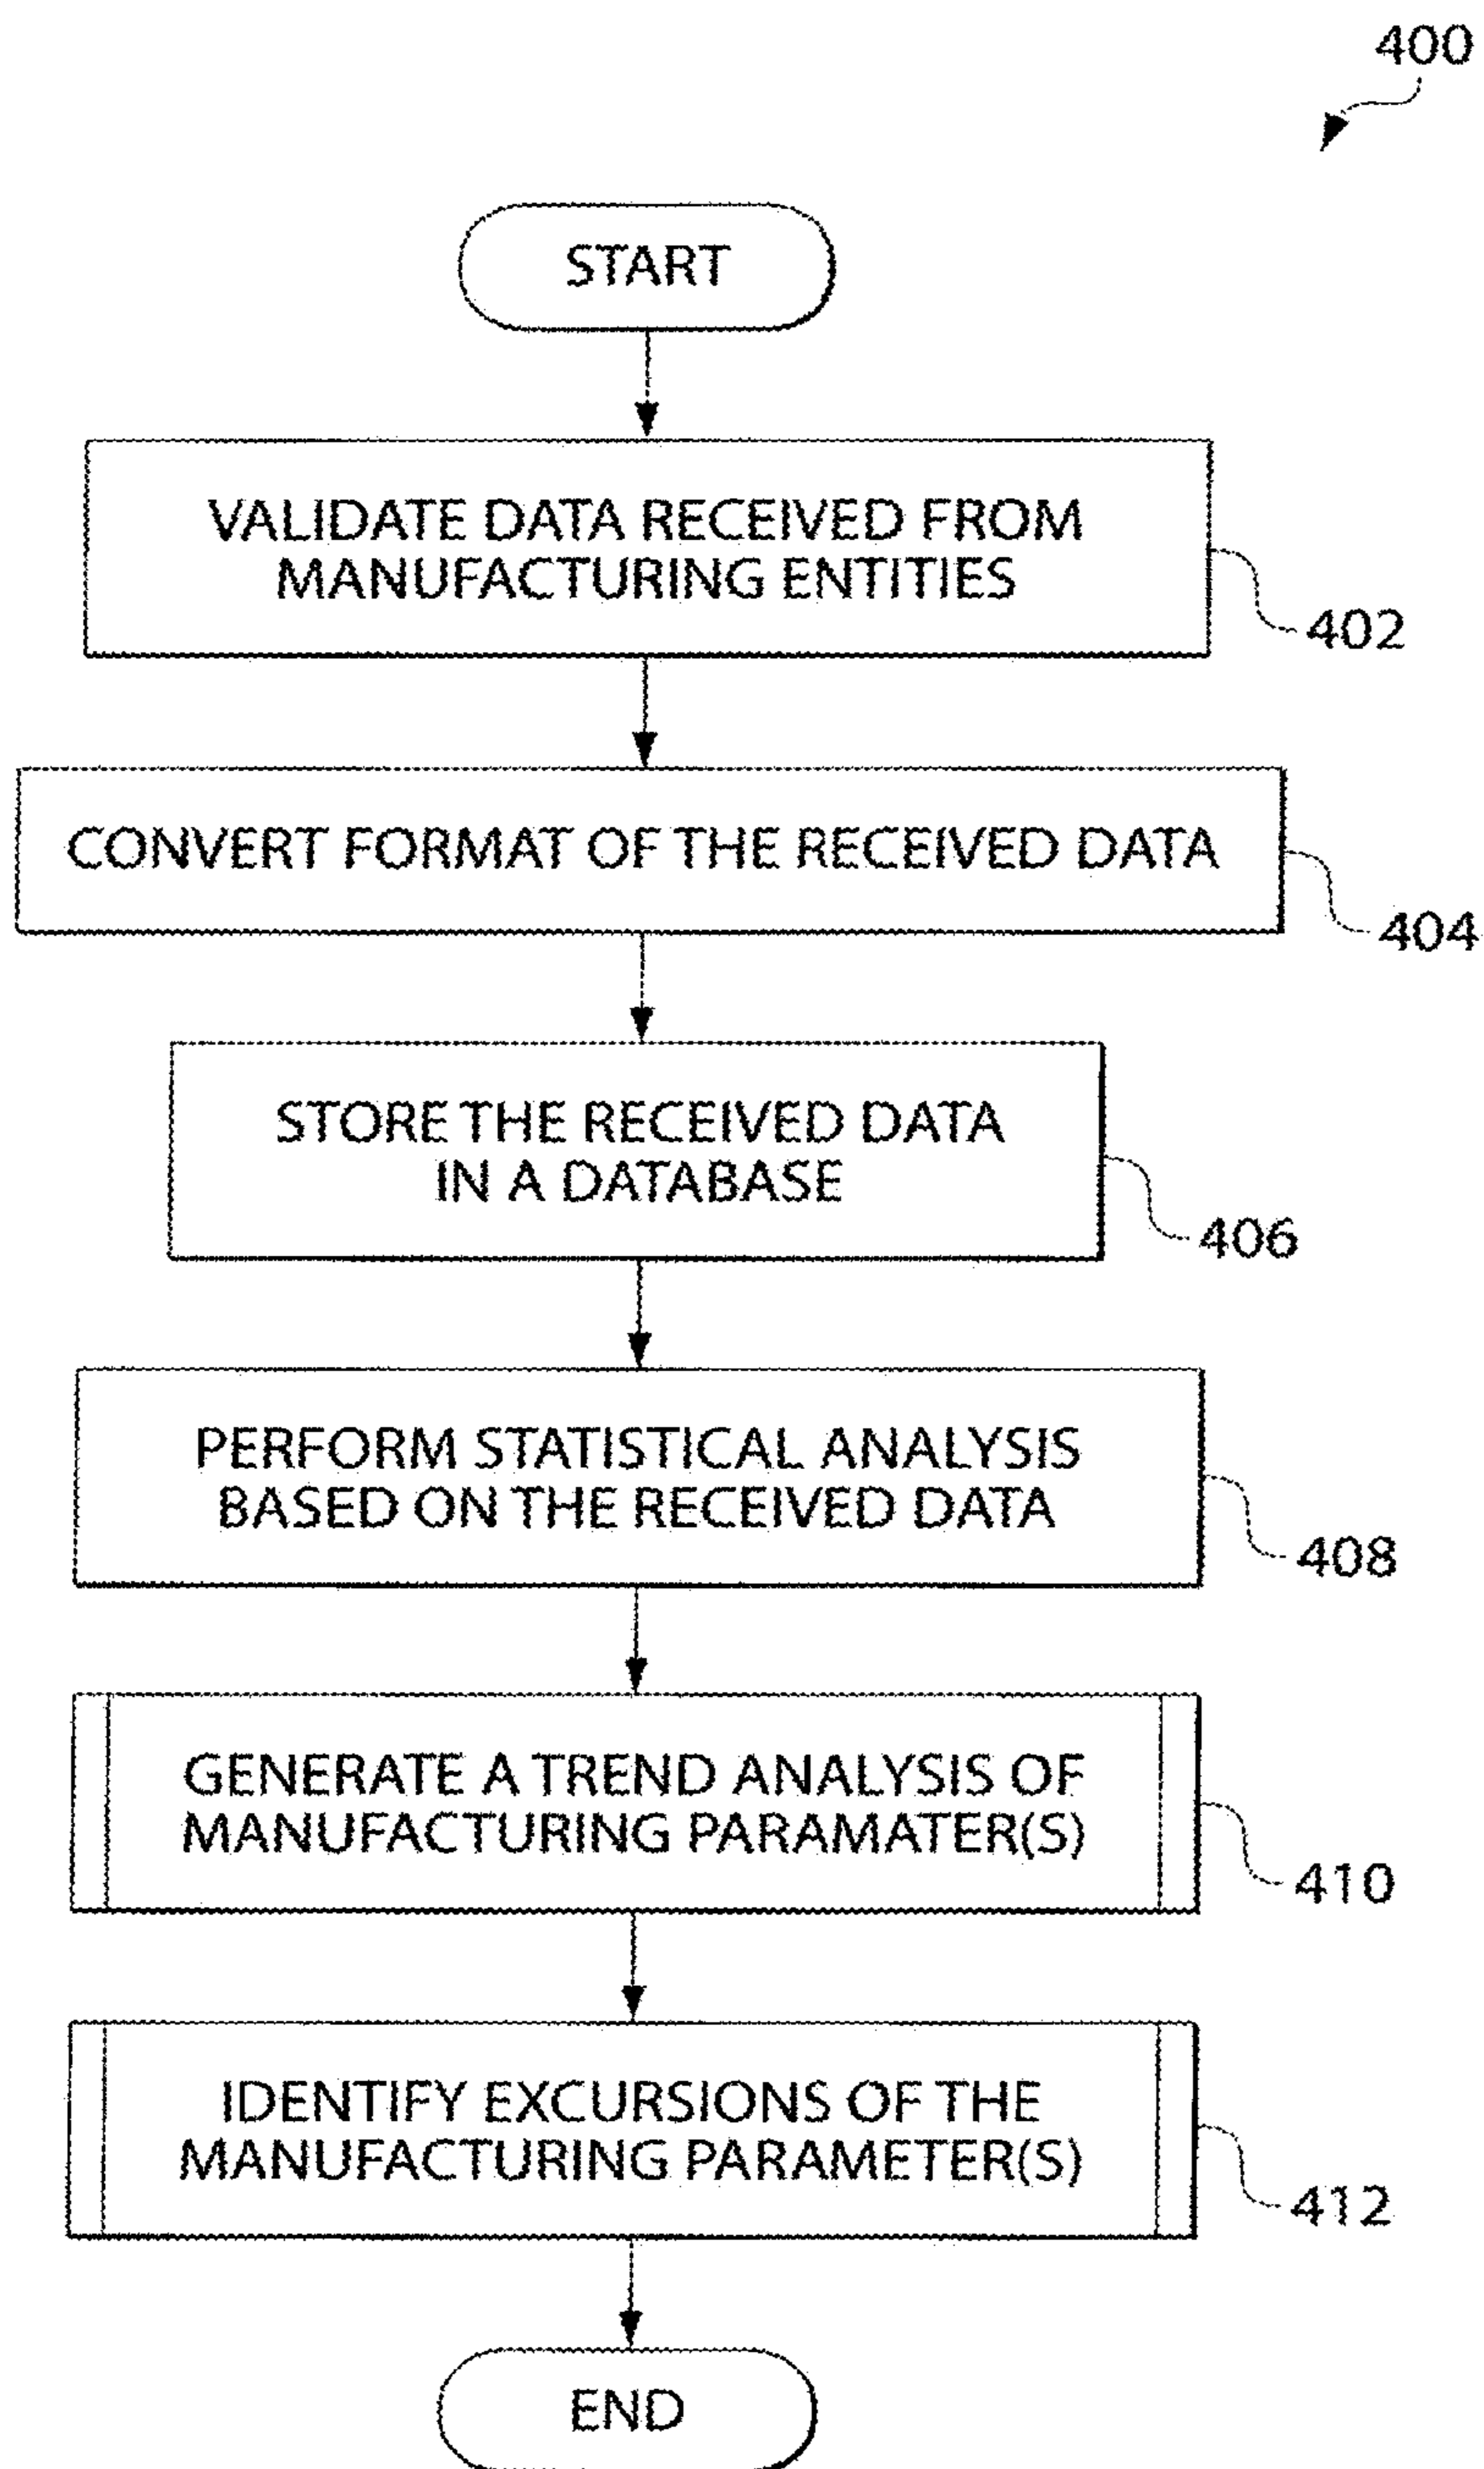 400
START
VALIDATE DATA RECEIVED FROM
MANUFACTURING ENTITIES
402
CONVERT FORMAT OF THE RECEIVED DATA
404
STORE THE RECEIVED DATA
IN A DATABASE
406
PERFORM STATISTICAL ANALYSIS
BASED ON THE RECEIVED DATA
408
GENERATE A TREND ANALYSIS OF
MANUFACTURING PARAMATER(S)
410
IDENTIFY EXCURSIONS OF THE
MANUFACTURING PARAMETER(S)
412
END